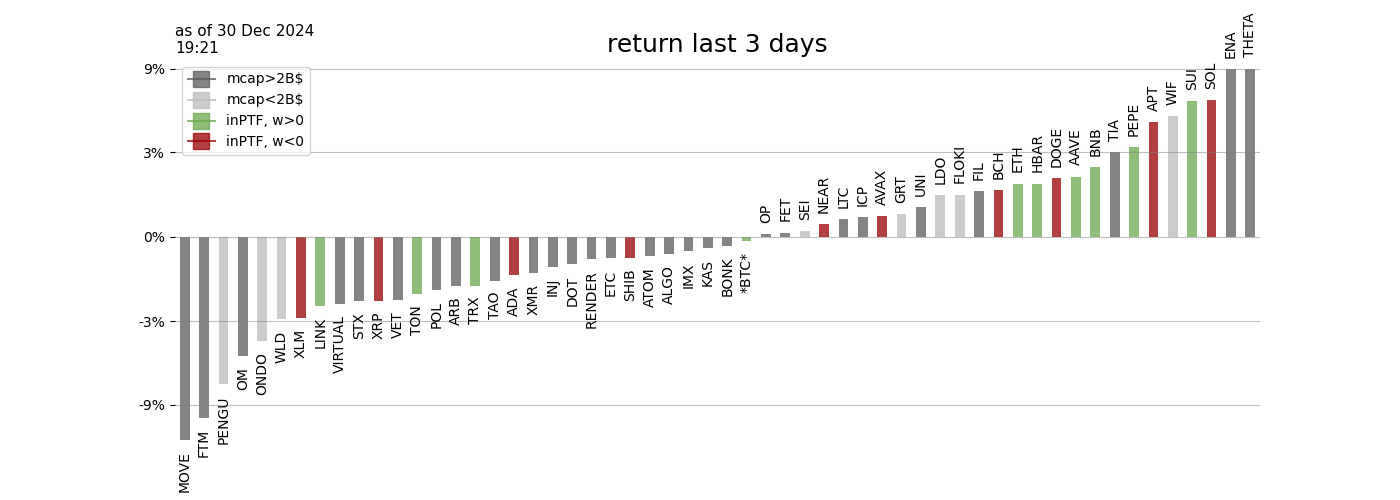 as of 30 Dec 2024
19:21
return last 3 days
mcap>2B$
mcap<2B$
inPTF, w>0
inPTF, w<0
9%
3%
0%
-3%
-9%
MOVE
FTM
PENGU
OM
ONDO
WLD
XLM
LINK
VIRTUAL
STX
XRP
VET
TON
POL
ARB
TRX
TAO
ADA
XMR
INJ
DOT
RENDER
ETC
SHIB
ATOM
ALGO
IMX
KAS
BONK
*BTC*
OP
FET
SEI
NEAR
LTC
ICP
AVAX
GRT
UNI
LDO
FLOKI
FIL
BCH
ETH
HBAR
DOGE
AAVE
BNB
TIA
PEPE
APT
WIF
SUI
SOL
ENA
THETA